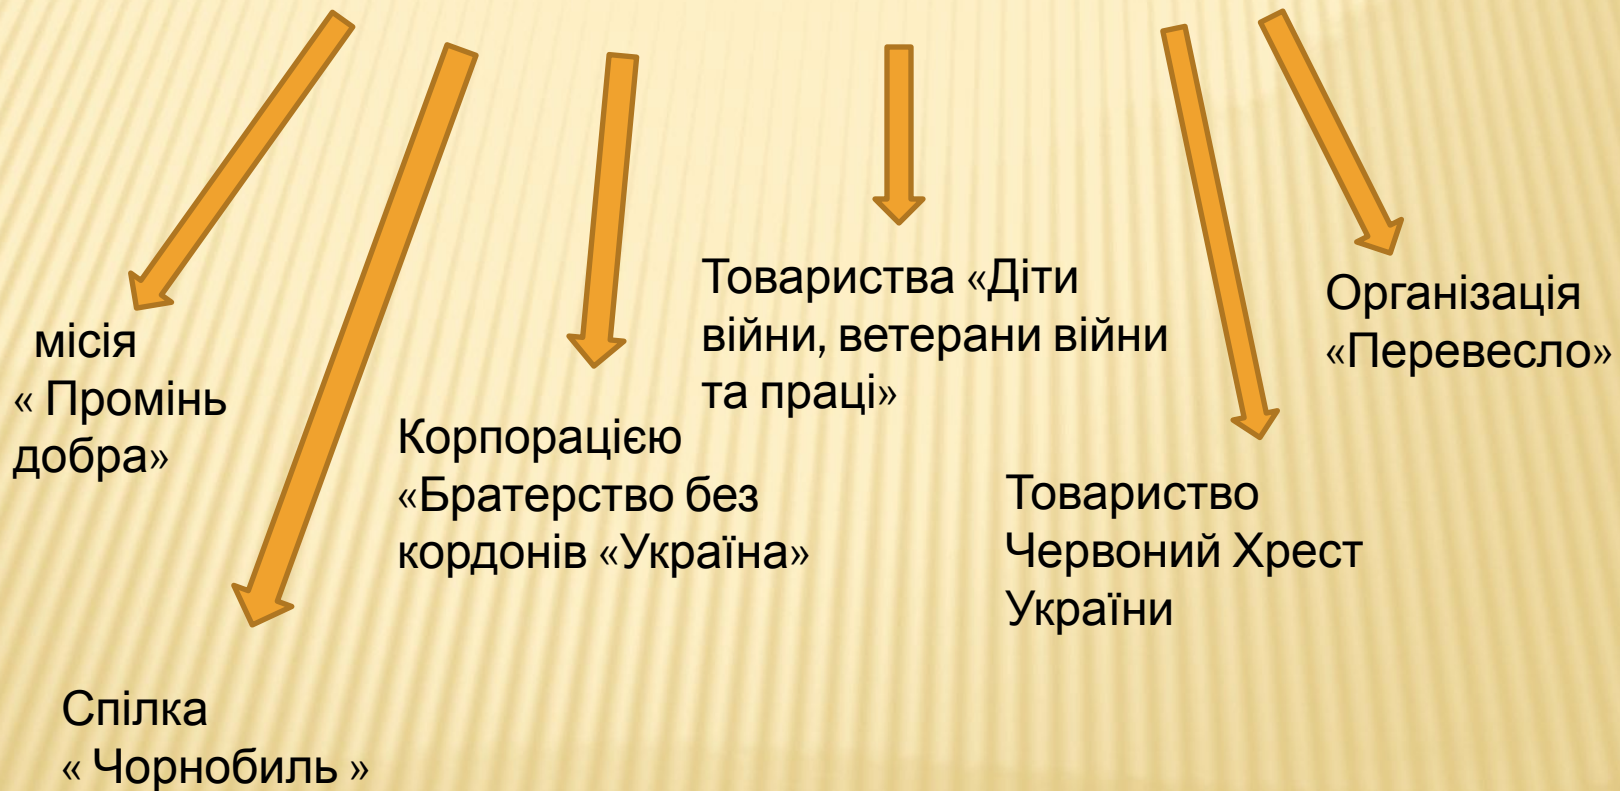 місія
« Промінь
добра»
Спілка
« Чорнобиль »
Корпорацією
«Братерство без
кордонів «Україна»
Товариства «Діти
війни, ветерани війни
та праці»
Товариство
Червоний Хрест
України
Організація
«Перевесло»